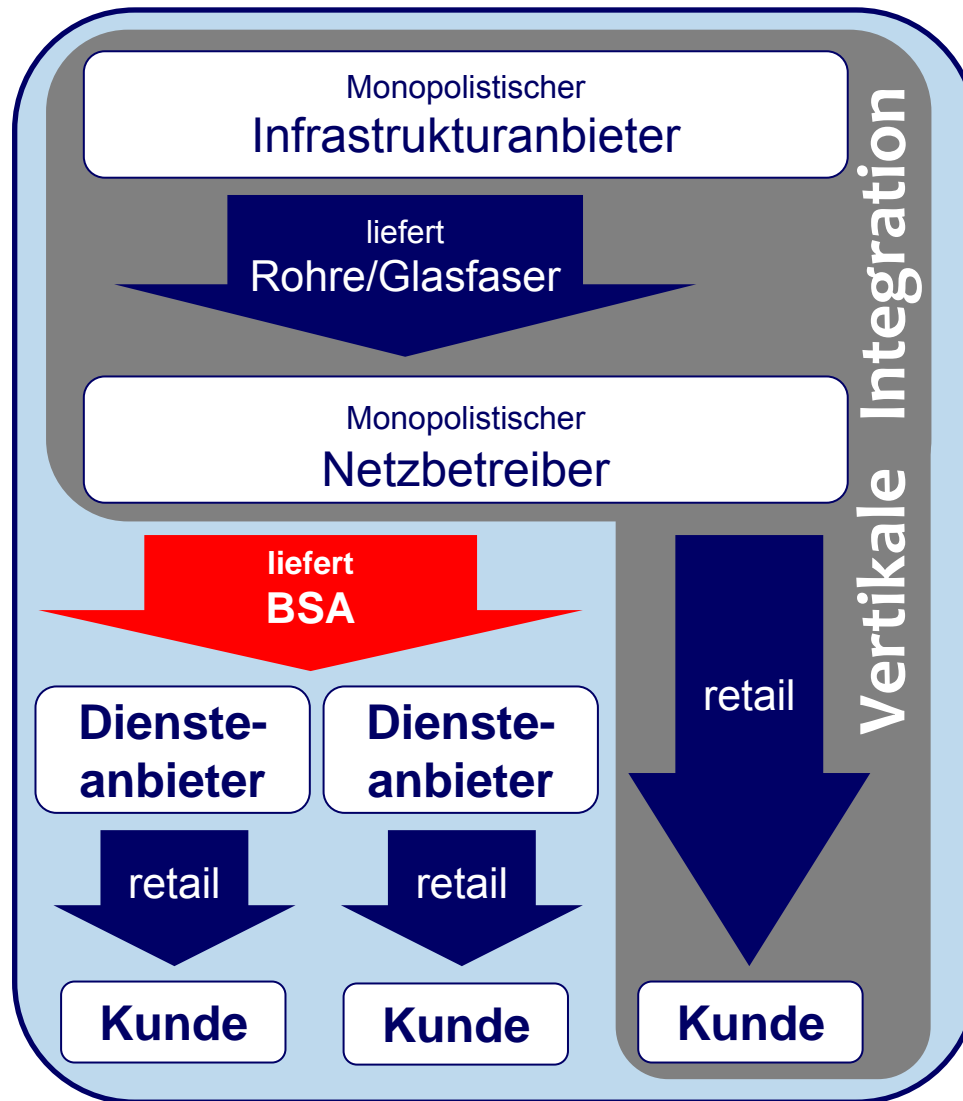 Monopolistischer
Infrastrukturanbieter
liefert
Rohre/Glasfaser
Monopolistischer
Netzbetreiber
Vertikale Integration
liefert
BSA
Dienste-
anbieter
Dienste-
anbieter
retail
retail
retail
Kunde
Kunde
Kunde